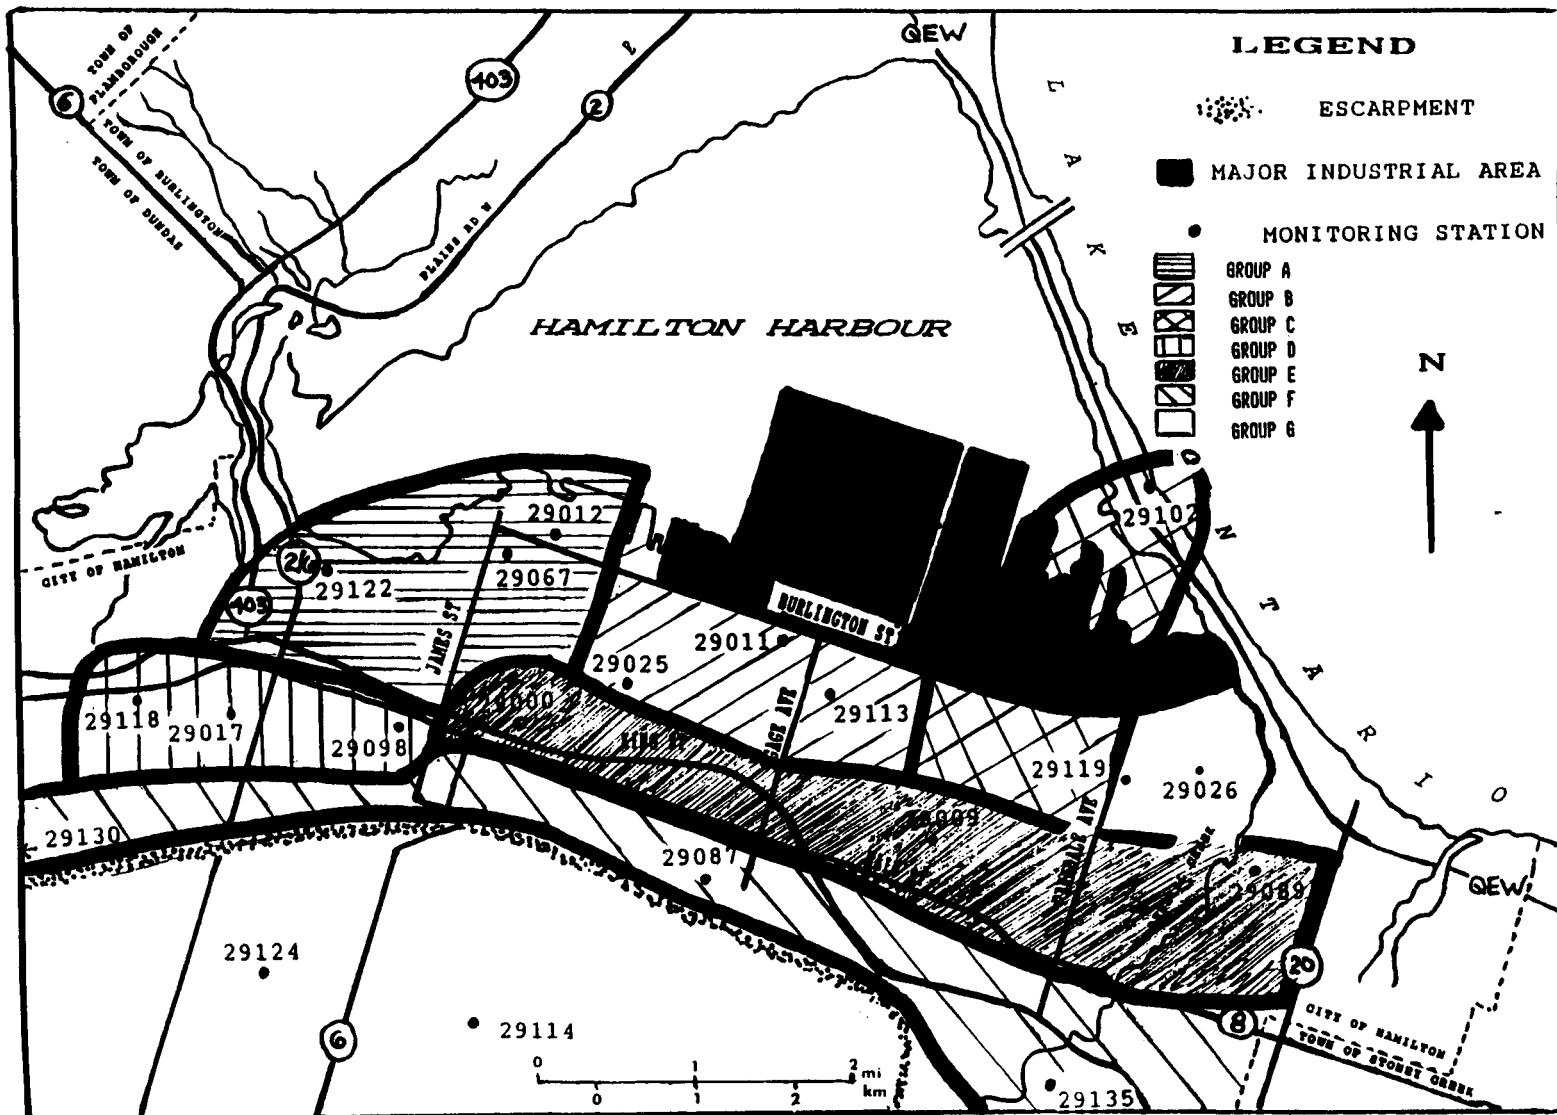 QEW
LEGEND
ESCARPMENT
MAJOR INDUSTRIAL AREA
MONITORING STATION
GROUP A
GROUP B
GROUP C
GROUP D
GROUP E
GROUP F
GROUP G
N
TOWN OF
FLAMBOROUGH
TOWN OF BURLINGTON
TOWN OF DUNDAS
6
403
2
E
PLAINS RD W
HAMILTON HARBOUR
LAKE ONTARIO
CITY OF HAMILTON
403
29012
29067
29122
JAMES ST
29102
BURLINGTON ST
29011
29025
29113
GAGE AVE
29118
29017
29098
29119
29026
29130
29087
29089
29124
29114
29135
6
20
8
QEW
CITY OF HAMILTON
TOWN OF STONEY CREEK
0 1 2 mi
0 1 2 km